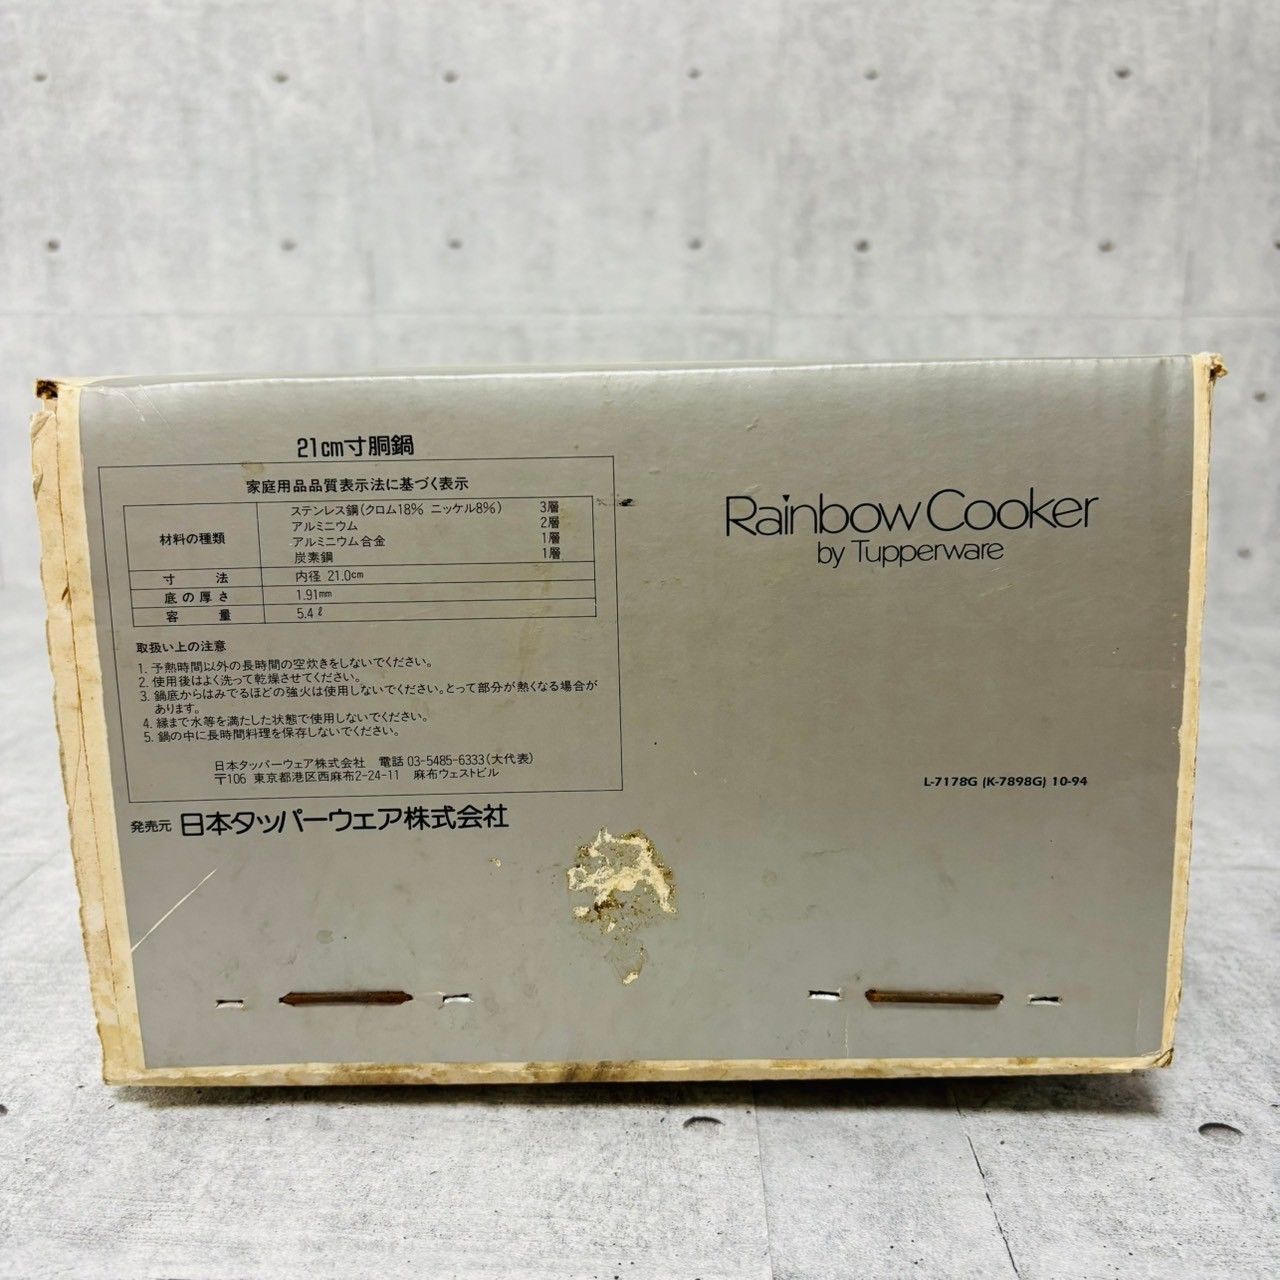 21cm寸胴鍋
家庭用品品質表示法に基づく表示
材料の種類
ステンレス鋼(クロム18% ニッケル8%) 3層
アルミニウム 2層
アルミニウム合金 1層
炭素鋼 1層
寸法 内径 21.0cm
底の厚さ 1.91mm
容量 5.4ℓ
取扱い上の注意
1. 予熱時間以外の長時間の空炊きをしないでください。
2. 使用後はよく洗って乾燥させてください。
3. 鍋底からはみでるほどの強火は使用しないでください。とって部分が熱くなる場合が
あります。
4. 縁まで水等を満たした状態で使用しないでください。
5. 鍋の中に長時間料理を保存しないでください。
日本タッパーウェア株式会社 電話 03-5485-6333(大代表)
〒106 東京都港区西麻布2-24-11 麻布ウェストビル
発売元 日本タッパーウェア株式会社
Rainbow Cooker
by Tupperware
L-7178G (K-7898G) 10-94